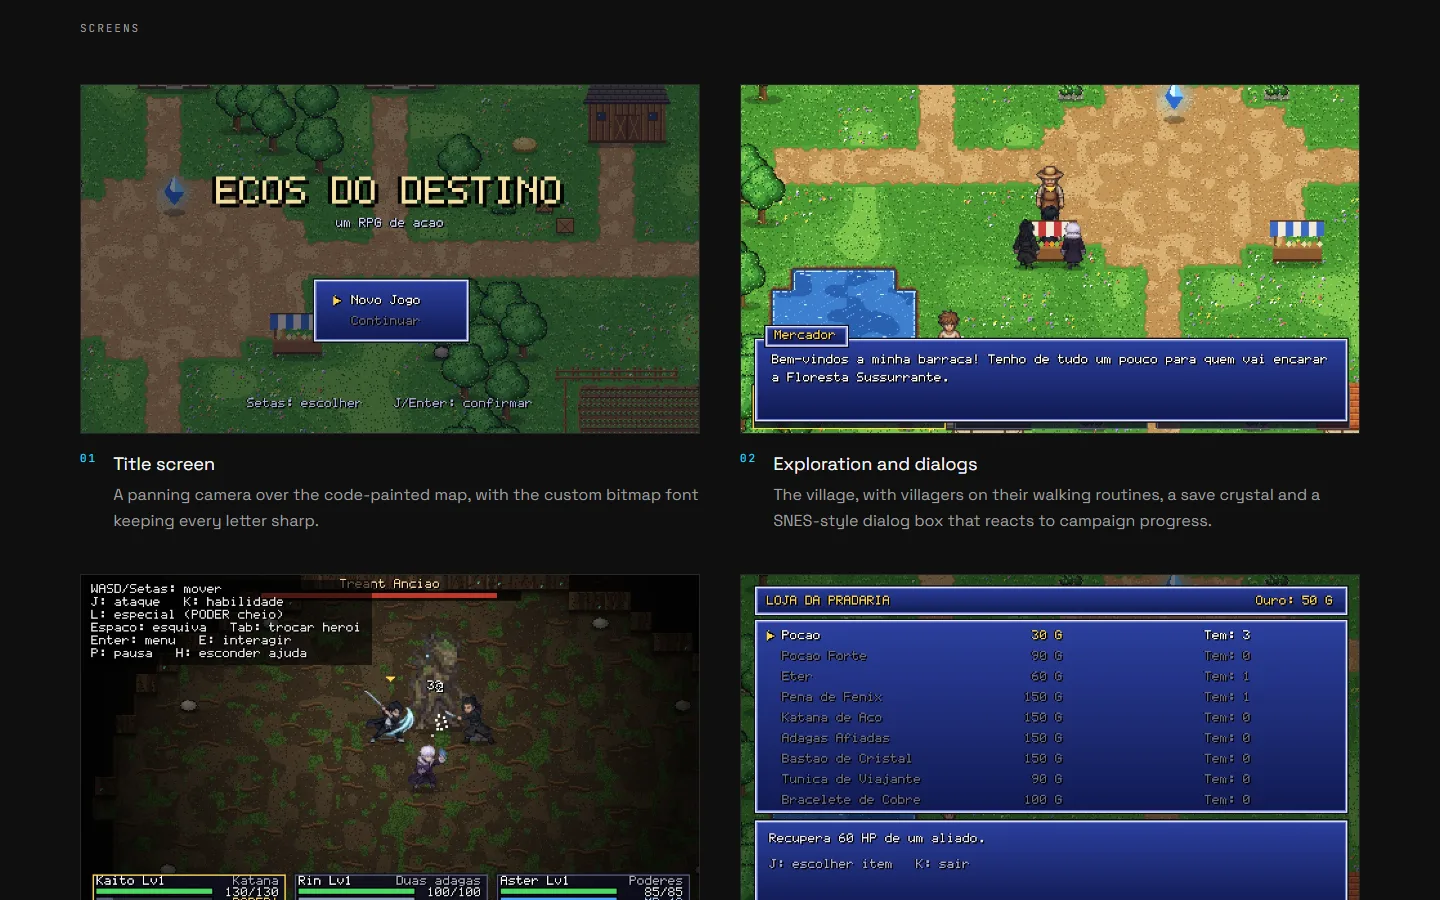 SCREENS
ECOS DO DESTINO
um RPG de acao
Novo Jogo
Continuar
Setas: escolher J/Enter: confirmar
Mercador
Bem-vindos a minha barraca! Tenho de tudo um pouco para quem vai encarar
a Floresta Sussurrante.
01 Title screen
A panning camera over the code-painted map, with the custom bitmap font
keeping every letter sharp.
02 Exploration and dialogs
The village, with villagers on their walking routines, a save crystal and a
SNES-style dialog box that reacts to campaign progress.
Treant Anciao
WASD/Setas: mover
J: ataque K: habilidade
L: especial (PODER cheio)
Espaco: esquiva Tab: trocar heroi
Enter: menu E: interagir
P: pausa H: esconder ajuda
Kaito Lv1 Katana
130/130
Rin Lv1 Duas adagas
100/100
Aster Lv1 Poderes
85/85
LOJA DA PRADARIA Ouro: 50 G
Pocao 30 G Tem: 3
Pocao Forte 90 G Tem: 0
Eter 60 G Tem: 1
Pena de Fenix 150 G Tem: 1
Katana de Aco 150 G Tem: 0
Adagas Afiadas 150 G Tem: 0
Bastao de Cristal 150 G Tem: 0
Tunica de Viajante 90 G Tem: 0
Bracelete de Cobre 100 G Tem: 0
Recupera 60 HP de um aliado.
J: escolher item K: sair